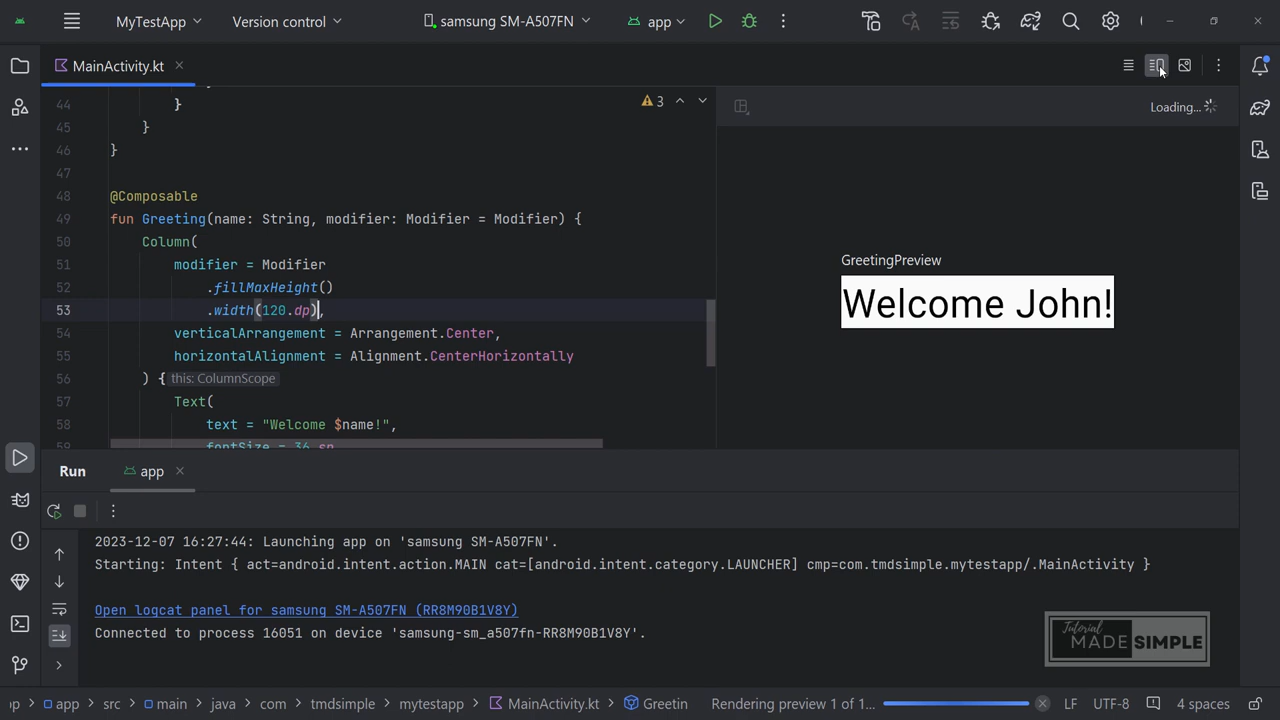 MyTestApp Version control samsung SM-A507FN app
MainActivity.kt
3
Loading...
44 }
45 }
46 }
47
48 @Composable
49 fun Greeting(name: String, modifier: Modifier = Modifier) {
50 Column(
51 modifier = Modifier
52 .fillMaxHeight()
53 .width(120.dp),
54 verticalArrangement = Arrangement.Center,
55 horizontalAlignment = Alignment.CenterHorizontally
56 ) { this: ColumnScope
57 Text(
58 text = "Welcome $name!",
59 fontSize = 36.sp
GreetingPreview
Welcome John!
Run app
2023-12-07 16:27:44: Launching app on 'samsung SM-A507FN'.
Starting: Intent { act=android.intent.action.MAIN cat=[android.intent.category.LAUNCHER] cmp=com.tmdsimple.mytestapp/.MainActivity }
Open logcat panel for samsung SM-A507FN (RR8M90B1V8Y)
Connected to process 16051 on device 'samsung-sm_a507fn-RR8M90B1V8Y'.
Tutorial
MADE SIMPLE
pp app src main java com tmdsimple mytestapp MainActivity.kt Greetin Rendering preview 1 of 1... LF UTF-8 4 spaces